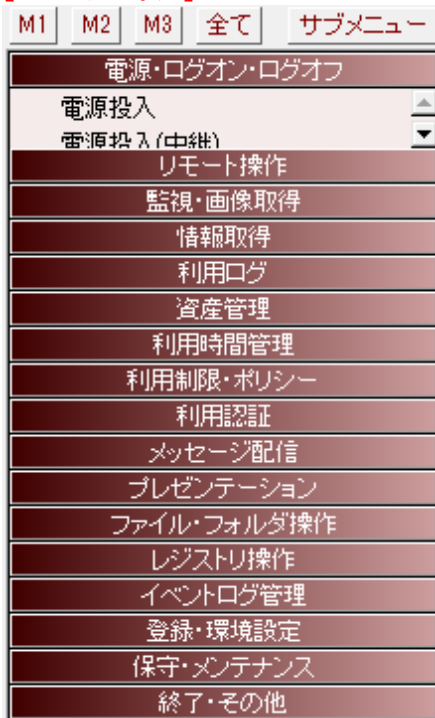 M1 M2 M3 全て サブメニュー
電源・ログオン・ログオフ
電源投入
電源投入(中継)
リモート操作
監視・画像取得
情報取得
利用ログ
資産管理
利用時間管理
利用制限・ポリシー
利用認証
メッセージ配信
プレゼンテーション
ファイル・フォルダ操作
レジストリ操作
イベントログ管理
登録・環境設定
保守・メンテナンス
終了・その他